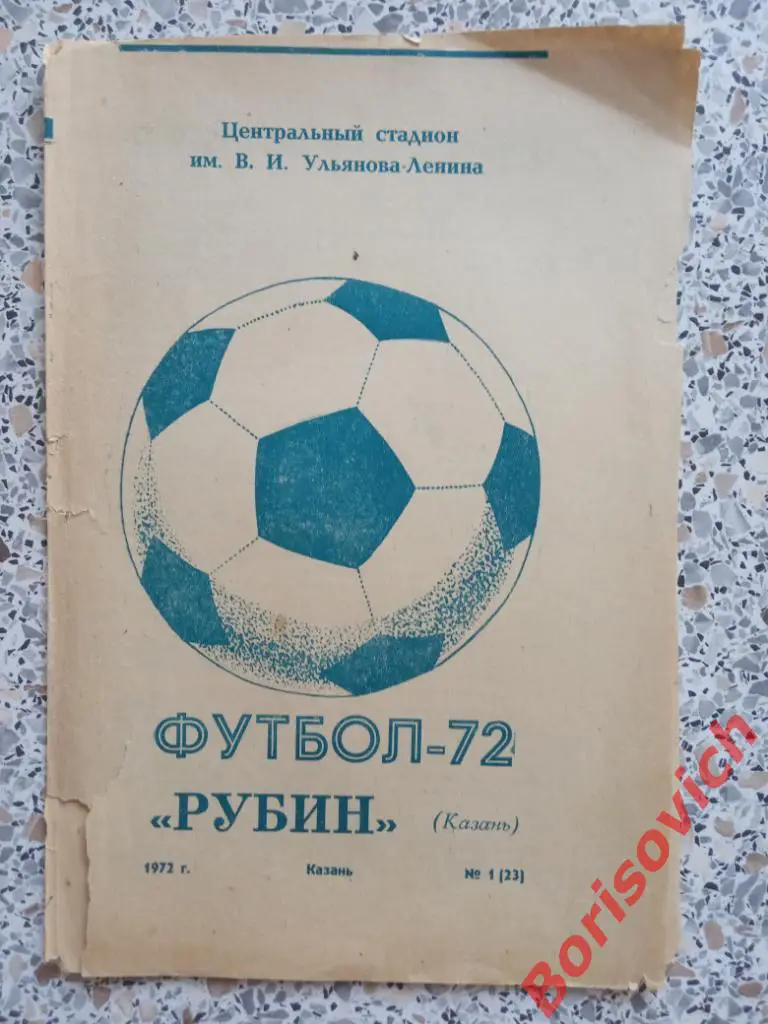 Центральный стадион
им. В. И. Ульянова-Ленина
ФУТБОЛ-72
«РУБИН» (Казань)
1972 г. Казань № 1 (23)
Borisovich